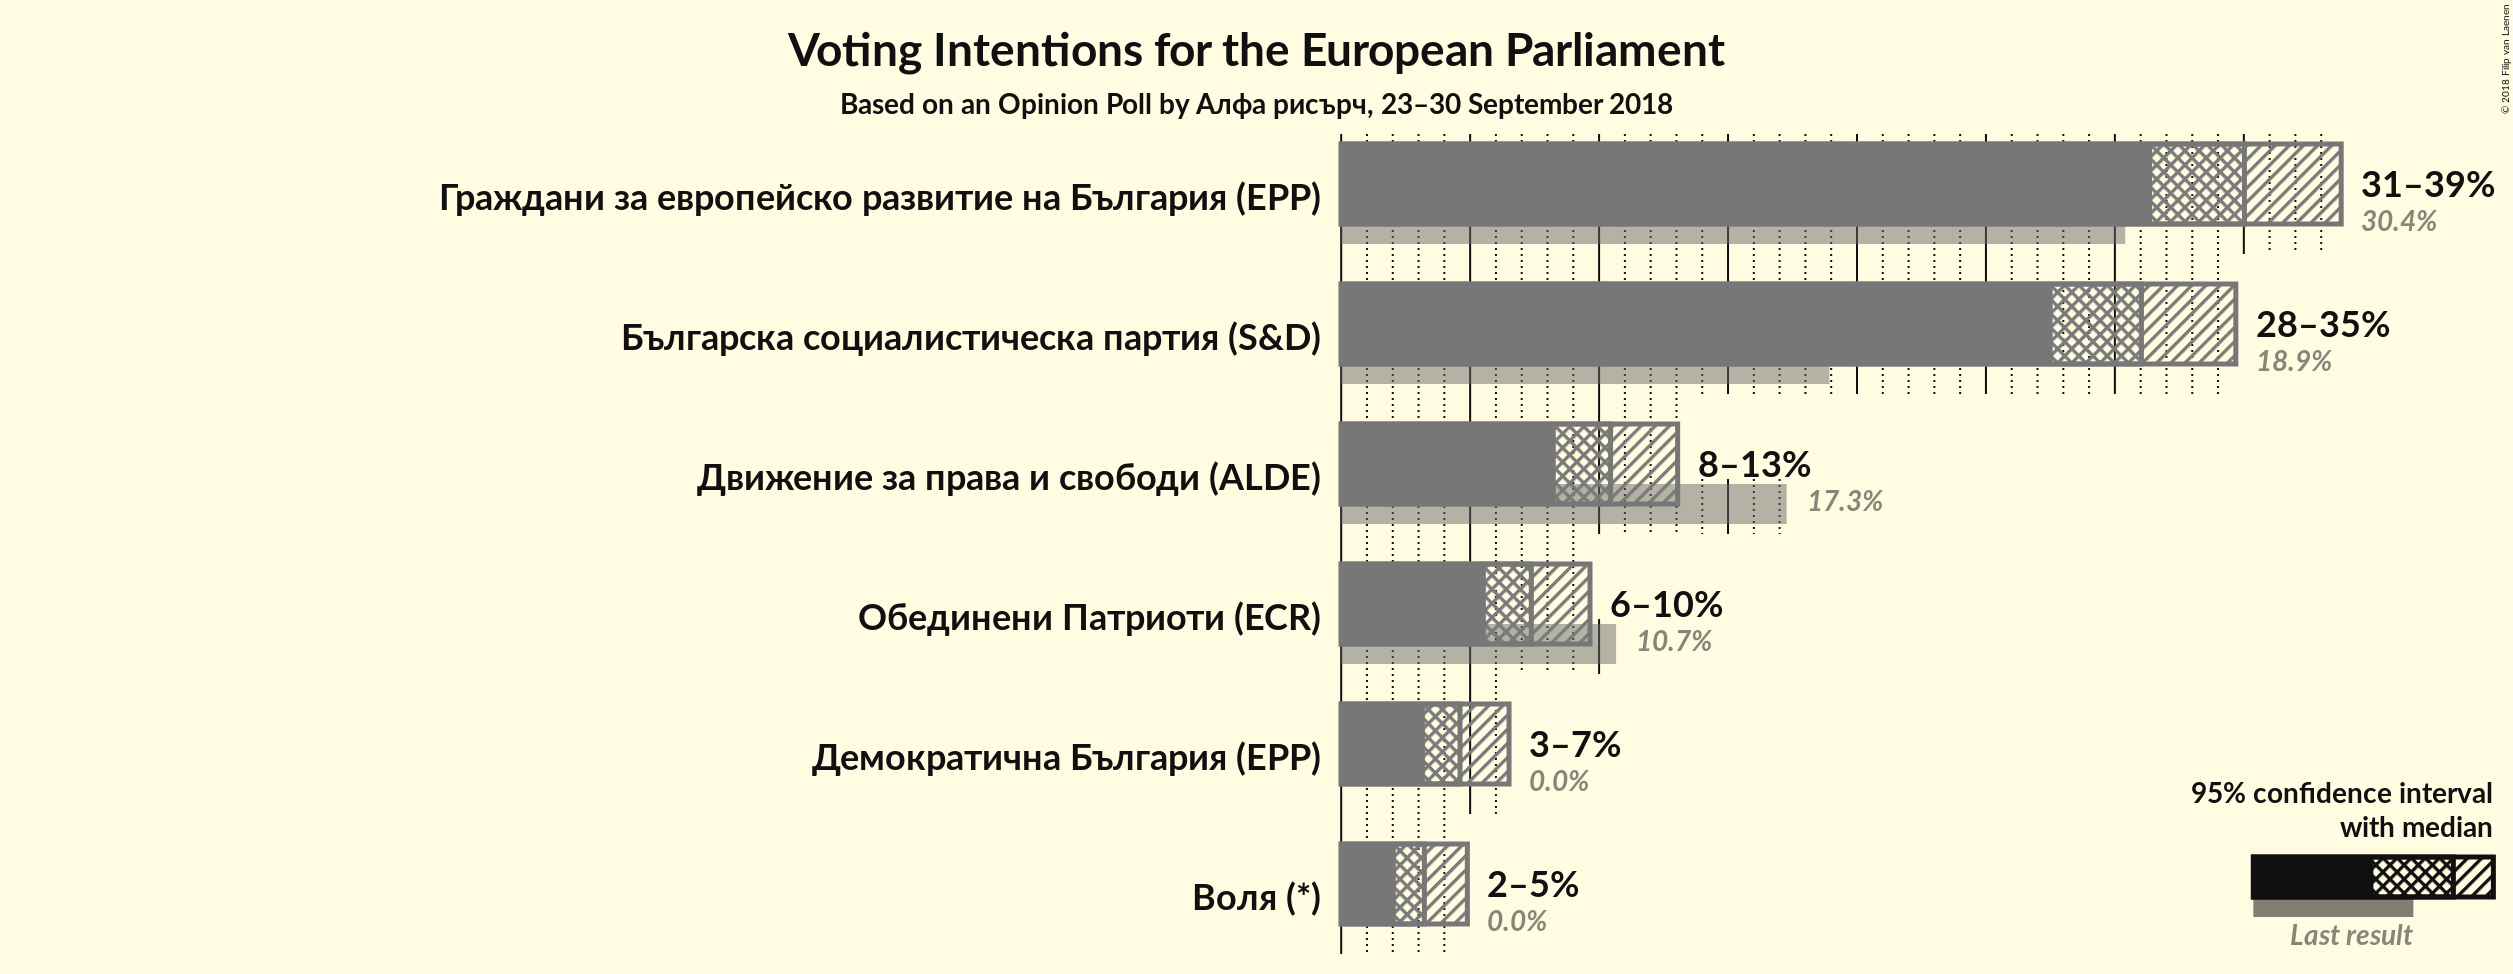 Voting Intentions for the European Parliament
Based on an Opinion Poll by Алфа рисърч, 23–30 September 2018
© 2018 Filip van Laenen
Граждани за европейско развитие на България (EPP)
31–39%
30.4%
Българска социалистическа партия (S&D)
28–35%
18.9%
Движение за права и свободи (ALDE)
8–13%
17.3%
Обединени Патриоти (ECR)
6–10%
10.7%
Демократична България (EPP)
3–7%
0.0%
Воля (*)
2–5%
0.0%
95% confidence interval
with median
Last result